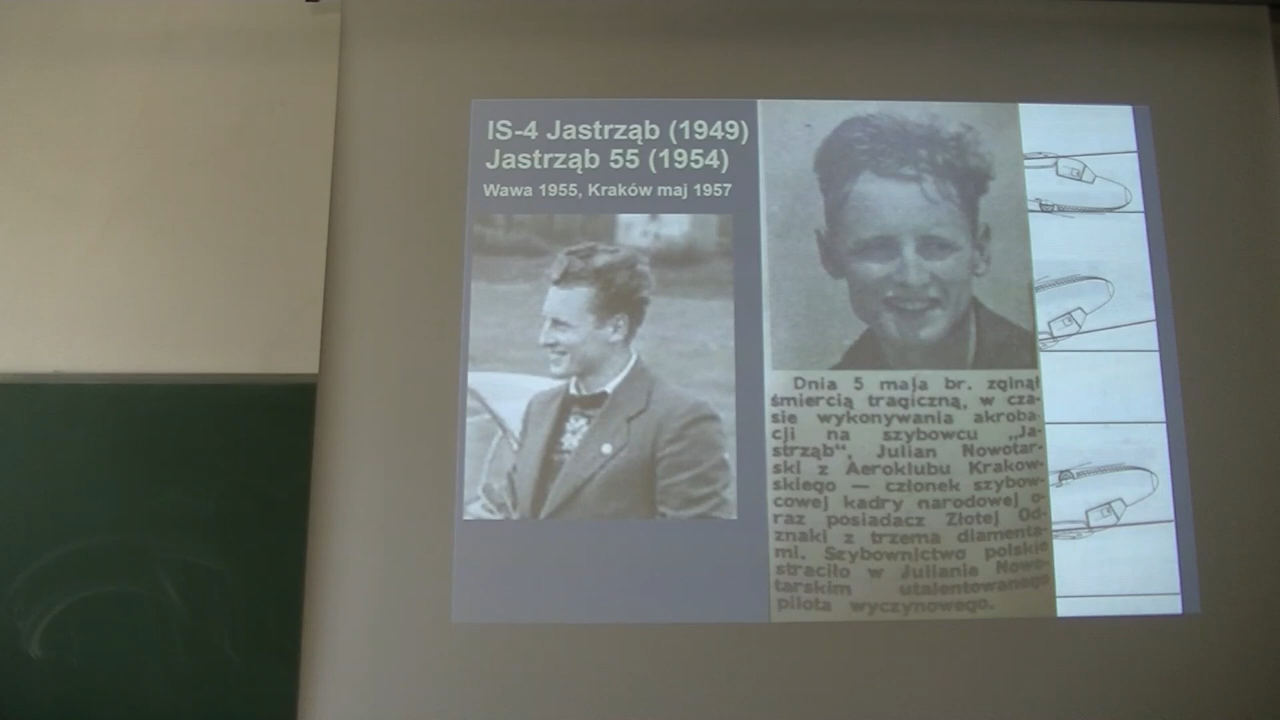 IS-4 Jastrząb (1949)
Jastrząb 55 (1954)
Wawa 1955, Kraków maj 1957
Dnia 5 maja br. zginął
śmiercią tragiczną, w cza-
sie wykonywania akroba-
cji na szybowcu „Ja-
strząb", Julian Nowotar-
ski z Aeroklubu Krakow-
skiego — członek szybow-
cowej kadry narodowej o-
raz posiadacz Złotej Od-
znaki z trzema diamenta-
mi. Szybownictwo polskie
straciło w Julianie Nowo-
tarskim utalentowanego
pilota wyczynowego.